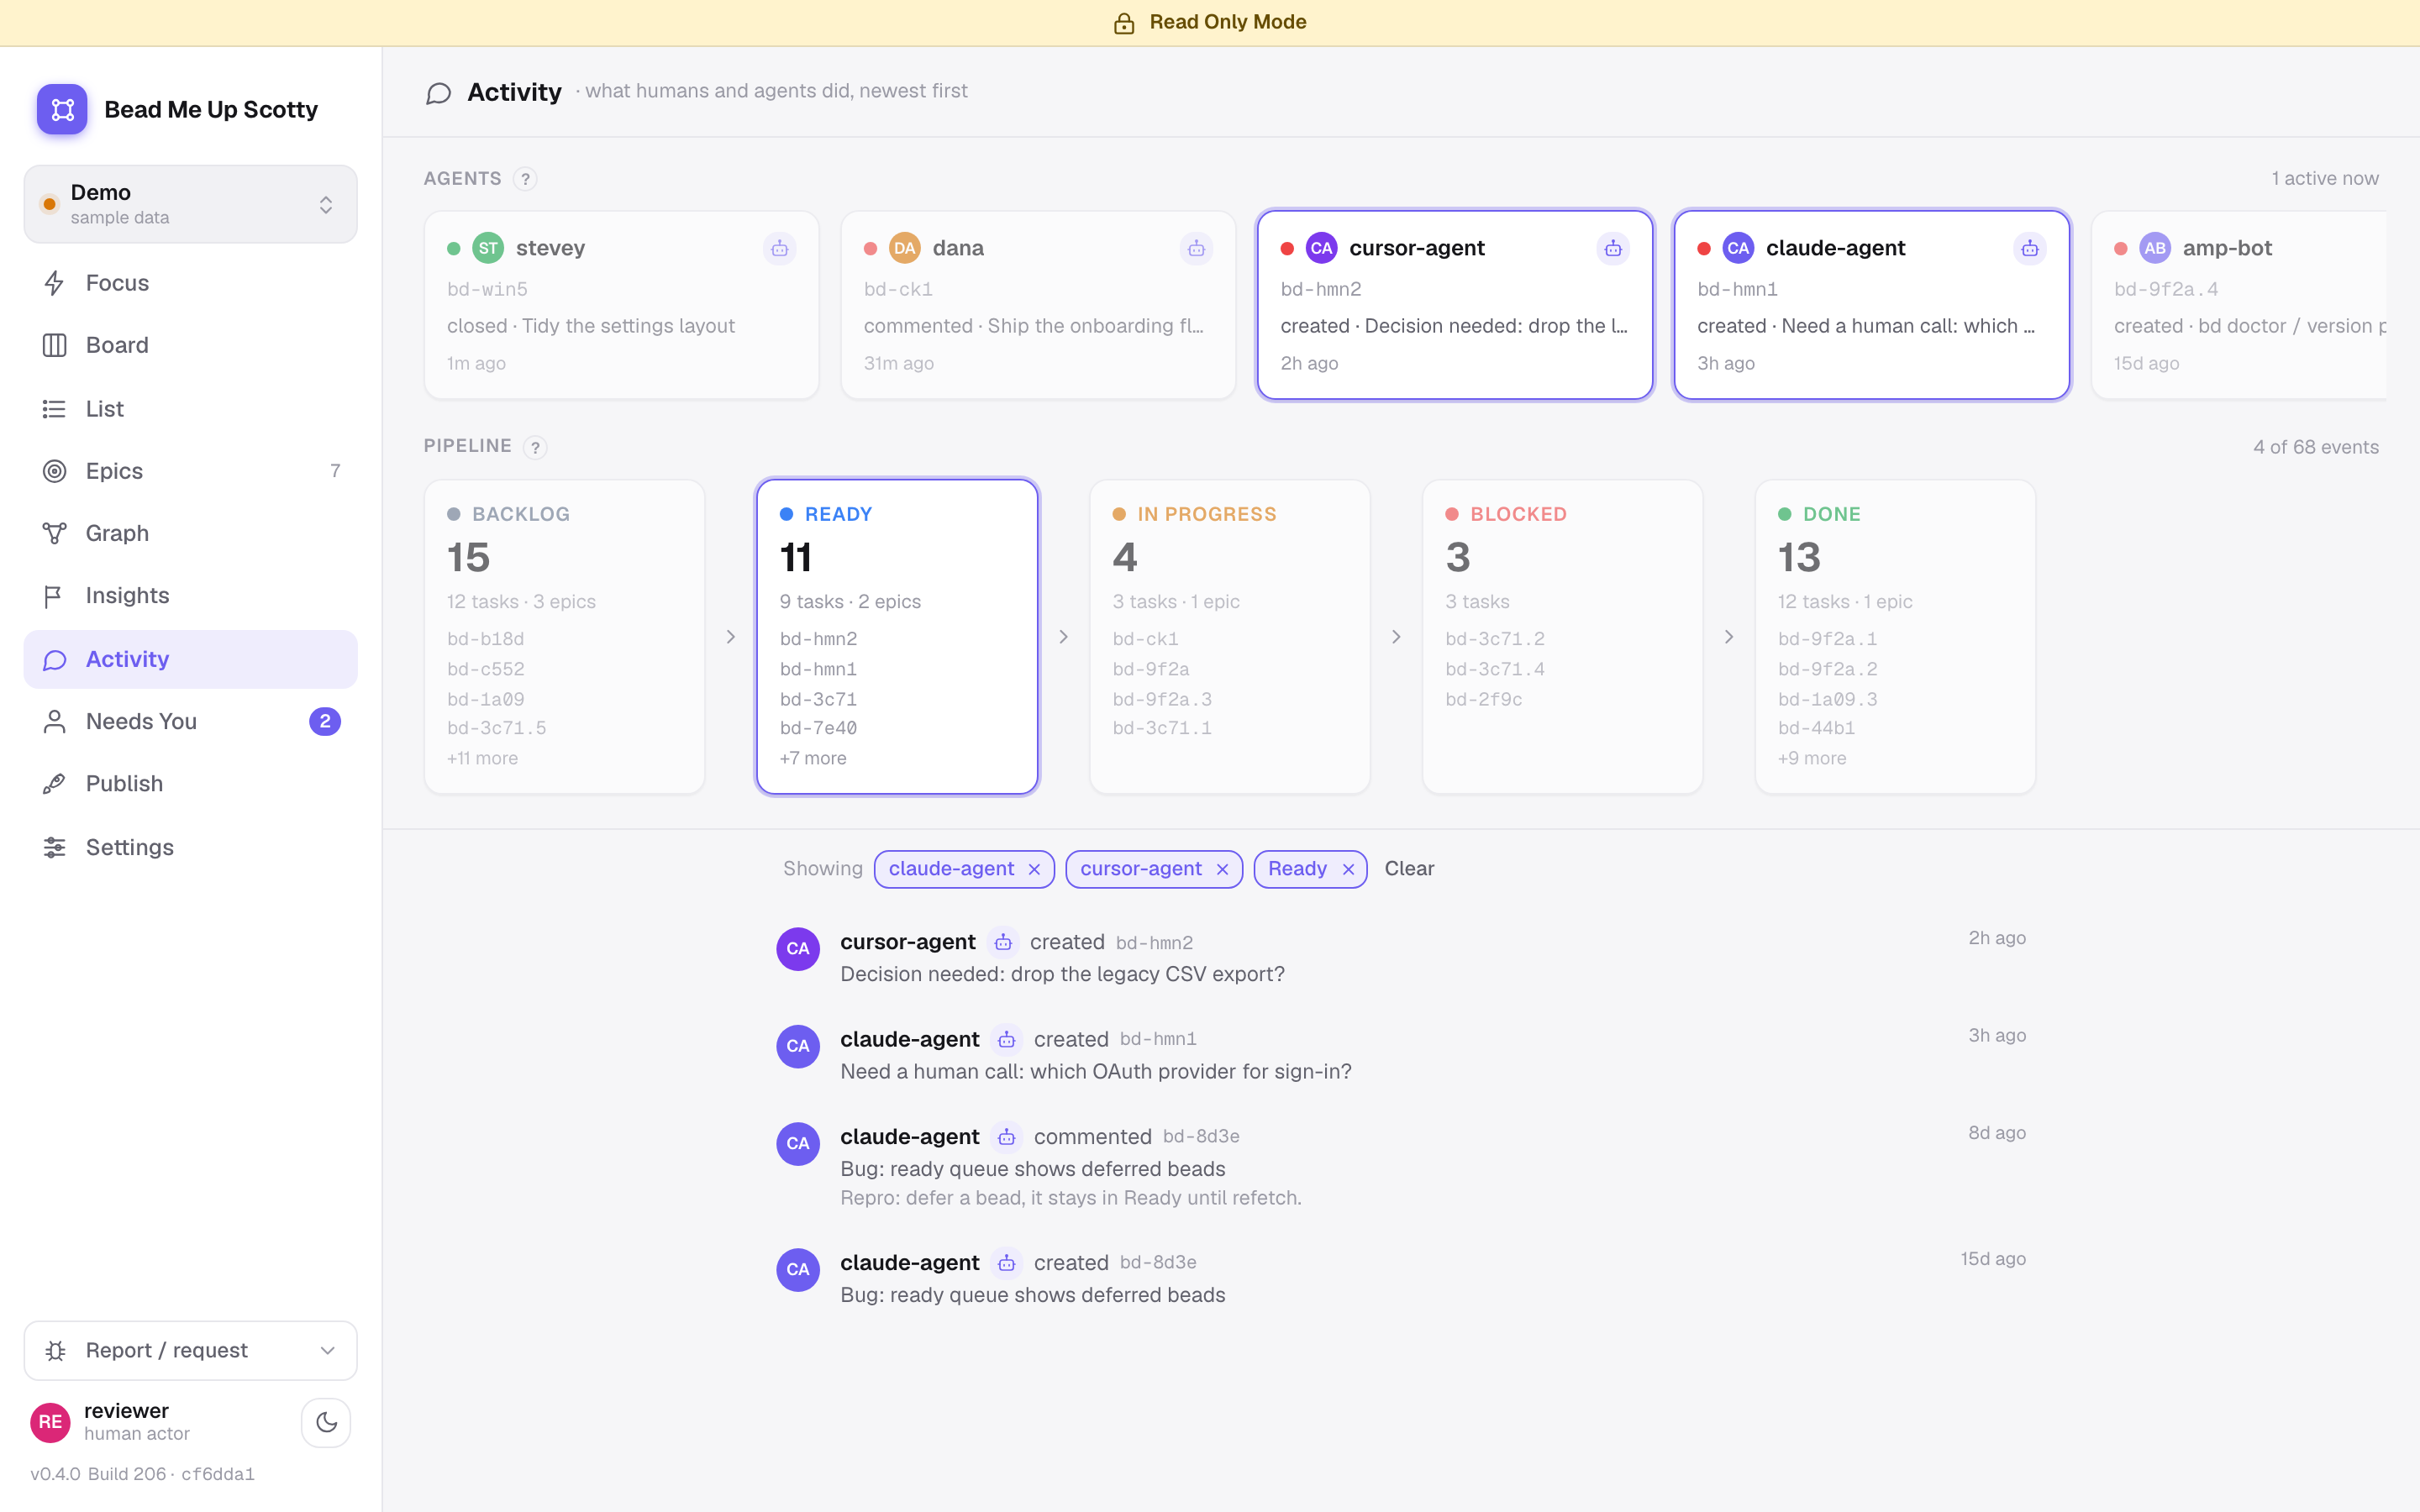 Read Only Mode
Bead Me Up Scotty
Demo
sample data
Focus
Board
List
Epics 7
Graph
Insights
Activity
Needs You 2
Publish
Settings
Report / request
RE reviewer
human actor
v0.4.0 Build 206 · cf6dda1
Activity · what humans and agents did, newest first
AGENTS ? 1 active now
ST stevey
bd-win5
closed · Tidy the settings layout
1m ago
DA dana
bd-ck1
commented · Ship the onboarding fl…
31m ago
CA cursor-agent
bd-hmn2
created · Decision needed: drop the l…
2h ago
CA claude-agent
bd-hmn1
created · Need a human call: which …
3h ago
AB amp-bot
bd-9f2a.4
created · bd doctor / version p
15d ago
PIPELINE ? 4 of 68 events
BACKLOG
15
12 tasks · 3 epics
bd-b18d
bd-c552
bd-1a09
bd-3c71.5
+11 more
READY
11
9 tasks · 2 epics
bd-hmn2
bd-hmn1
bd-3c71
bd-7e40
+7 more
IN PROGRESS
4
3 tasks · 1 epic
bd-ck1
bd-9f2a
bd-9f2a.3
bd-3c71.1
BLOCKED
3
3 tasks
bd-3c71.2
bd-3c71.4
bd-2f9c
DONE
13
12 tasks · 1 epic
bd-9f2a.1
bd-9f2a.2
bd-1a09.3
bd-44b1
+9 more
Showing claude-agent × cursor-agent × Ready × Clear
CA cursor-agent created bd-hmn2 2h ago
Decision needed: drop the legacy CSV export?
CA claude-agent created bd-hmn1 3h ago
Need a human call: which OAuth provider for sign-in?
CA claude-agent commented bd-8d3e 8d ago
Bug: ready queue shows deferred beads
Repro: defer a bead, it stays in Ready until refetch.
CA claude-agent created bd-8d3e 15d ago
Bug: ready queue shows deferred beads